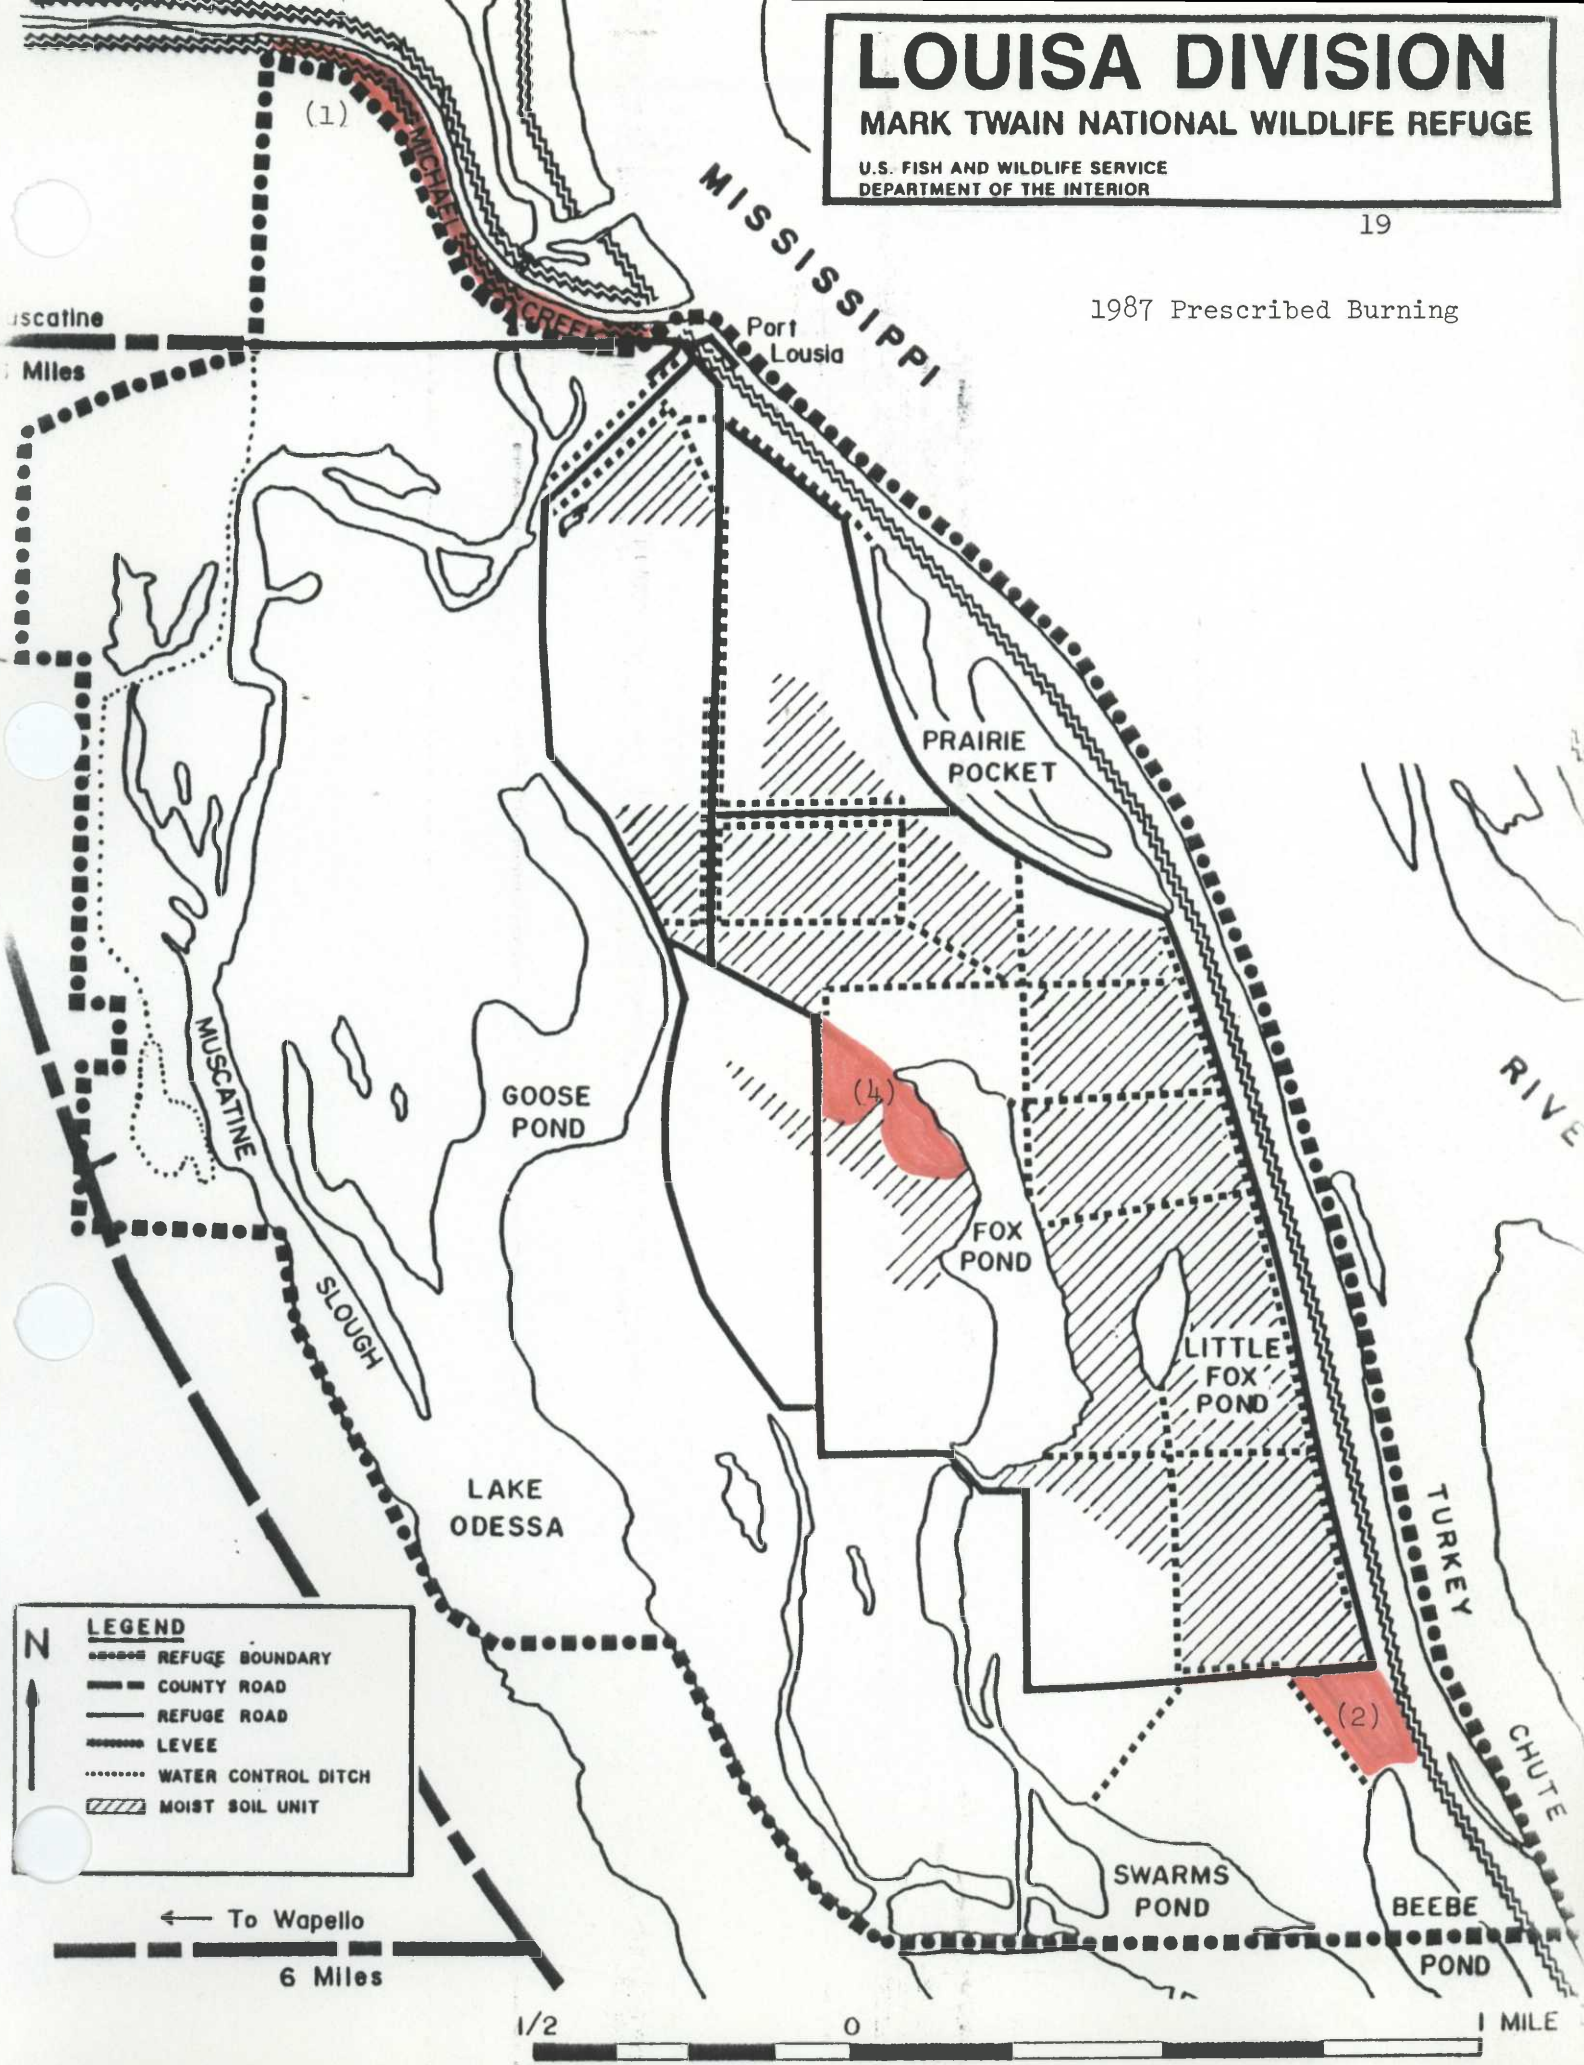 LOUISA DIVISION
MARK TWAIN NATIONAL WILDLIFE REFUGE
U.S. FISH AND WILDLIFE SERVICE
DEPARTMENT OF THE INTERIOR
19
1987 Prescribed Burning
(1)
MICHAEL
CREEK
MISSISSIPPI
Port
Lousia
uscatine
Miles
PRAIRIE
POCKET
MUSCATINE
SLOUGH
GOOSE
POND
(4)
FOX
POND
RIVE
LITTLE
FOX
POND
LAKE
ODESSA
TURKEY
CHUTE
(2)
N
LEGEND
REFUGE BOUNDARY
COUNTY ROAD
REFUGE ROAD
LEVEE
WATER CONTROL DITCH
MOIST SOIL UNIT
SWARMS
POND
BEEBE
POND
← To Wapello
6 Miles
1/2 0 1 MILE